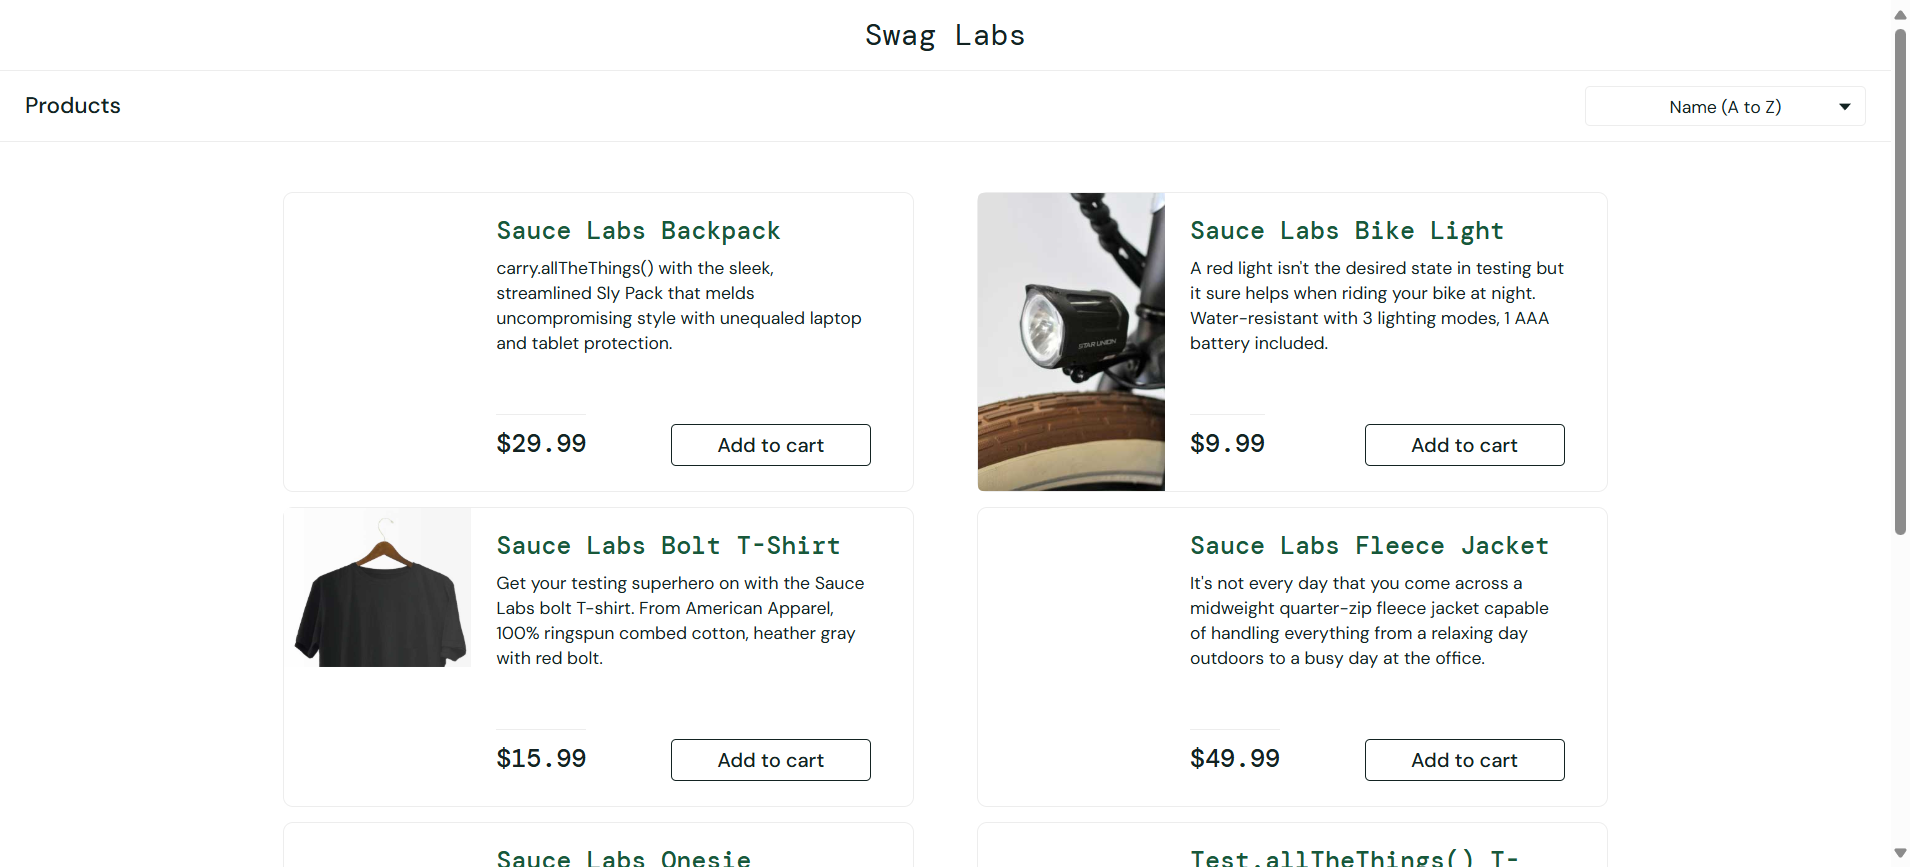 Swag Labs
Products
Name (A to Z)
Sauce Labs Backpack
carry.allTheThings() with the sleek,
streamlined Sly Pack that melds
uncompromising style with unequaled laptop
and tablet protection.
$29.99
Add to cart
Sauce Labs Bike Light
A red light isn't the desired state in testing but
it sure helps when riding your bike at night.
Water-resistant with 3 lighting modes, 1 AAA
battery included.
$9.99
Add to cart
STAR UNION
Sauce Labs Bolt T-Shirt
Get your testing superhero on with the Sauce
Labs bolt T-shirt. From American Apparel,
100% ringspun combed cotton, heather gray
with red bolt.
$15.99
Add to cart
Sauce Labs Fleece Jacket
It's not every day that you come across a
midweight quarter-zip fleece jacket capable
of handling everything from a relaxing day
outdoors to a busy day at the office.
$49.99
Add to cart
Sauce Labs Onesie
Test.allTheThings() T-